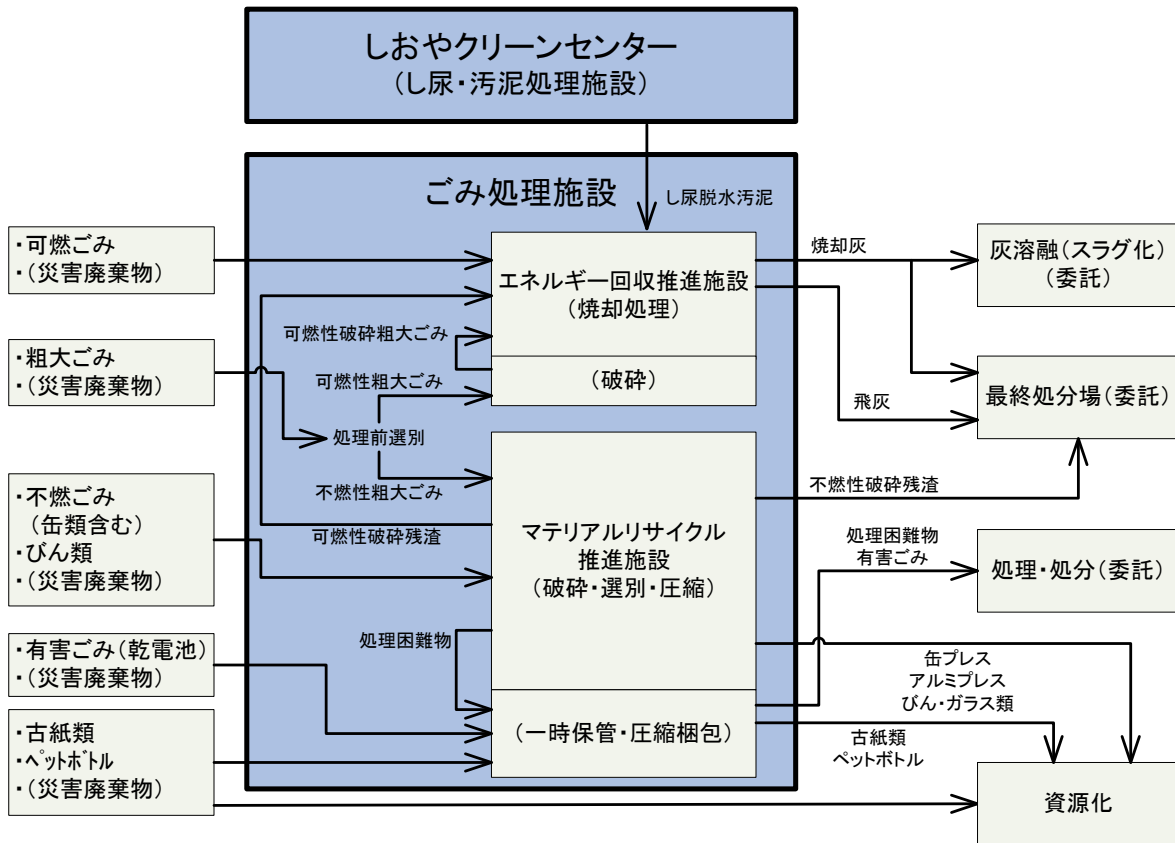 しおやクリーンセンター
（し尿・汚泥処理施設）
ごみ処理施設
し尿脱水汚泥
・可燃ごみ
・（災害廃棄物）
・粗大ごみ
・（災害廃棄物）
・不燃ごみ
（缶類含む）
・びん類
・（災害廃棄物）
・有害ごみ（乾電池）
・（災害廃棄物）
・古紙類
・ﾍﾟｯﾄﾎﾞﾄﾙ
・（災害廃棄物）
エネルギー回収推進施設
（焼却処理）
可燃性破砕粗大ごみ
（破砕）
可燃性粗大ごみ
処理前選別
不燃性粗大ごみ
可燃性破砕残渣
マテリアルリサイクル
推進施設
（破砕・選別・圧縮）
処理困難物
（一時保管・圧縮梱包）
焼却灰
飛灰
不燃性破砕残渣
処理困難物
有害ごみ
缶プレス
アルミプレス
びん・ガラス類
古紙類
ペットボトル
灰溶融（スラグ化）
（委託）
最終処分場（委託）
処理・処分（委託）
資源化